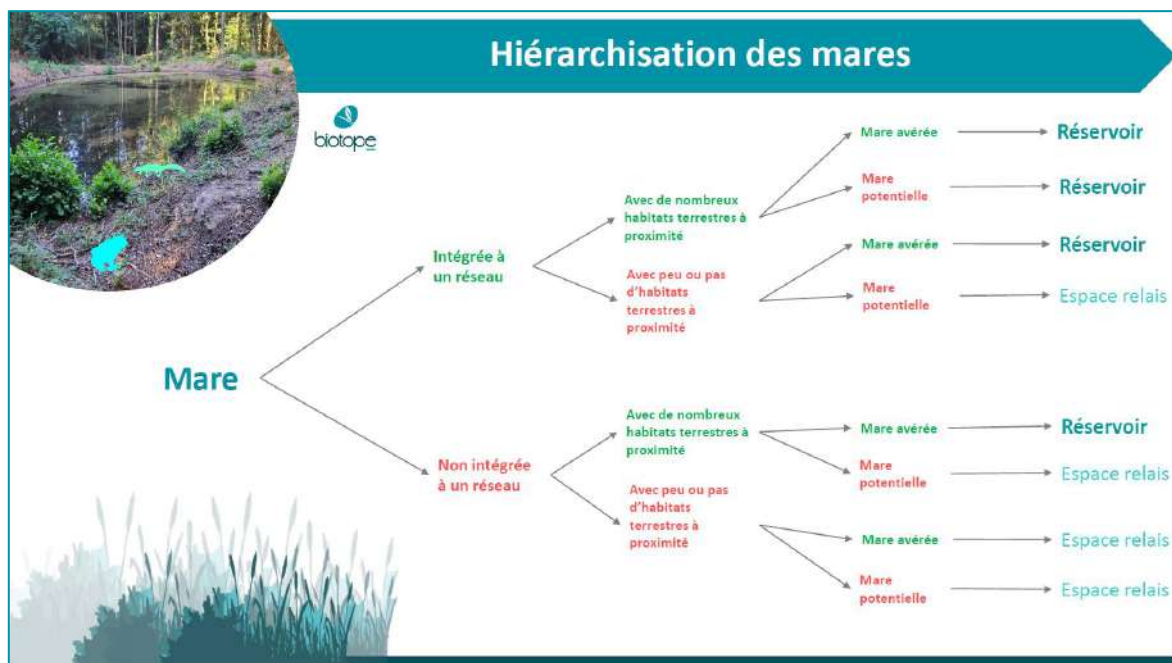 Hiérarchisation des mares
biotope
Mare
Intégrée à
un réseau
Avec de nombreux
habitats terrestres à
proximité
Mare avérée
Réservoir
Mare
potentielle
Réservoir
Avec peu ou pas
d'habitats
terrestres à
proximité
Mare avérée
Réservoir
Mare
potentielle
Espace relais
Non intégrée
à un réseau
Avec de nombreux
habitats terrestres à
proximité
Mare avérée
Réservoir
Mare
potentielle
Espace relais
Avec peu ou pas
d'habitats
terrestres à
proximité
Mare avérée
Espace relais
Mare
potentielle
Espace relais